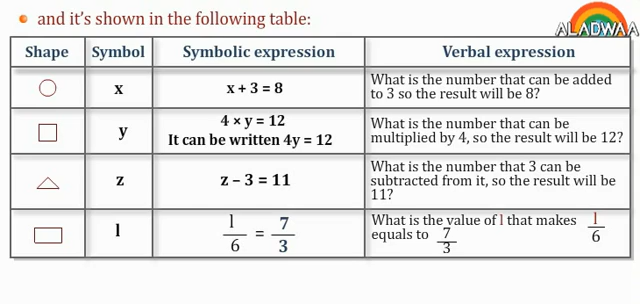 and it's shown in the following table:
ALADWAA
Shape Symbol Symbolic expression Verbal expression
x x + 3 = 8 What is the number that can be added
to 3 so the result will be 8?
y 4 × y = 12 What is the number that can be
It can be written 4y = 12 multiplied by 4, so the result will be 12?
z z – 3 = 11 What is the number that 3 can be
subtracted from it, so the result will be
11?
l l/6 = 7/3 What is the value of l that makes l/6
equals to 7/3